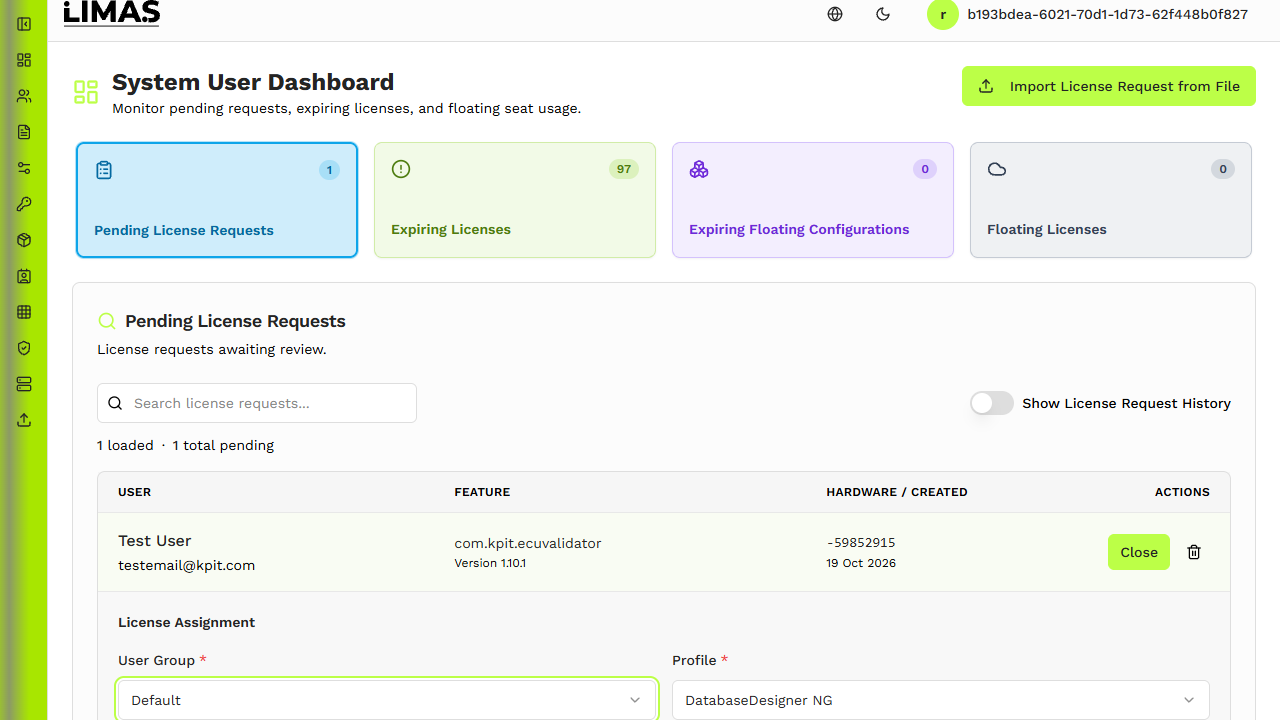 LIMAS
r
b193bdea-6021-70d1-1d73-62f448b0f827
System User Dashboard
Monitor pending requests, expiring licenses, and floating seat usage.
Import License Request from File
1
Pending License Requests
97
Expiring Licenses
0
Expiring Floating Configurations
0
Floating Licenses
Pending License Requests
License requests awaiting review.
Search license requests...
Show License Request History
1 loaded · 1 total pending
USER FEATURE HARDWARE / CREATED ACTIONS
Test User com.kpit.ecuvalidator -59852915 Close
testemail@kpit.com Version 1.10.1 19 Oct 2026
License Assignment
User Group * Profile *
Default DatabaseDesigner NG